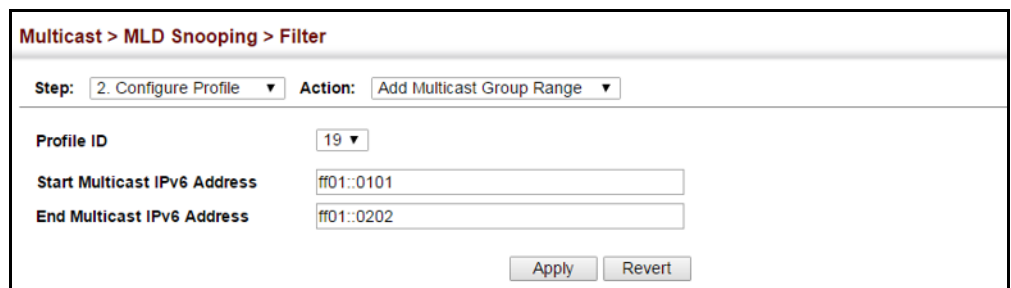 Multicast > MLD Snooping > Filter
Step: 2. Configure Profile ▼ Action: Add Multicast Group Range ▼
Profile ID 19 ▼
Start Multicast IPv6 Address ff01::0101
End Multicast IPv6 Address ff01::0202
Apply Revert